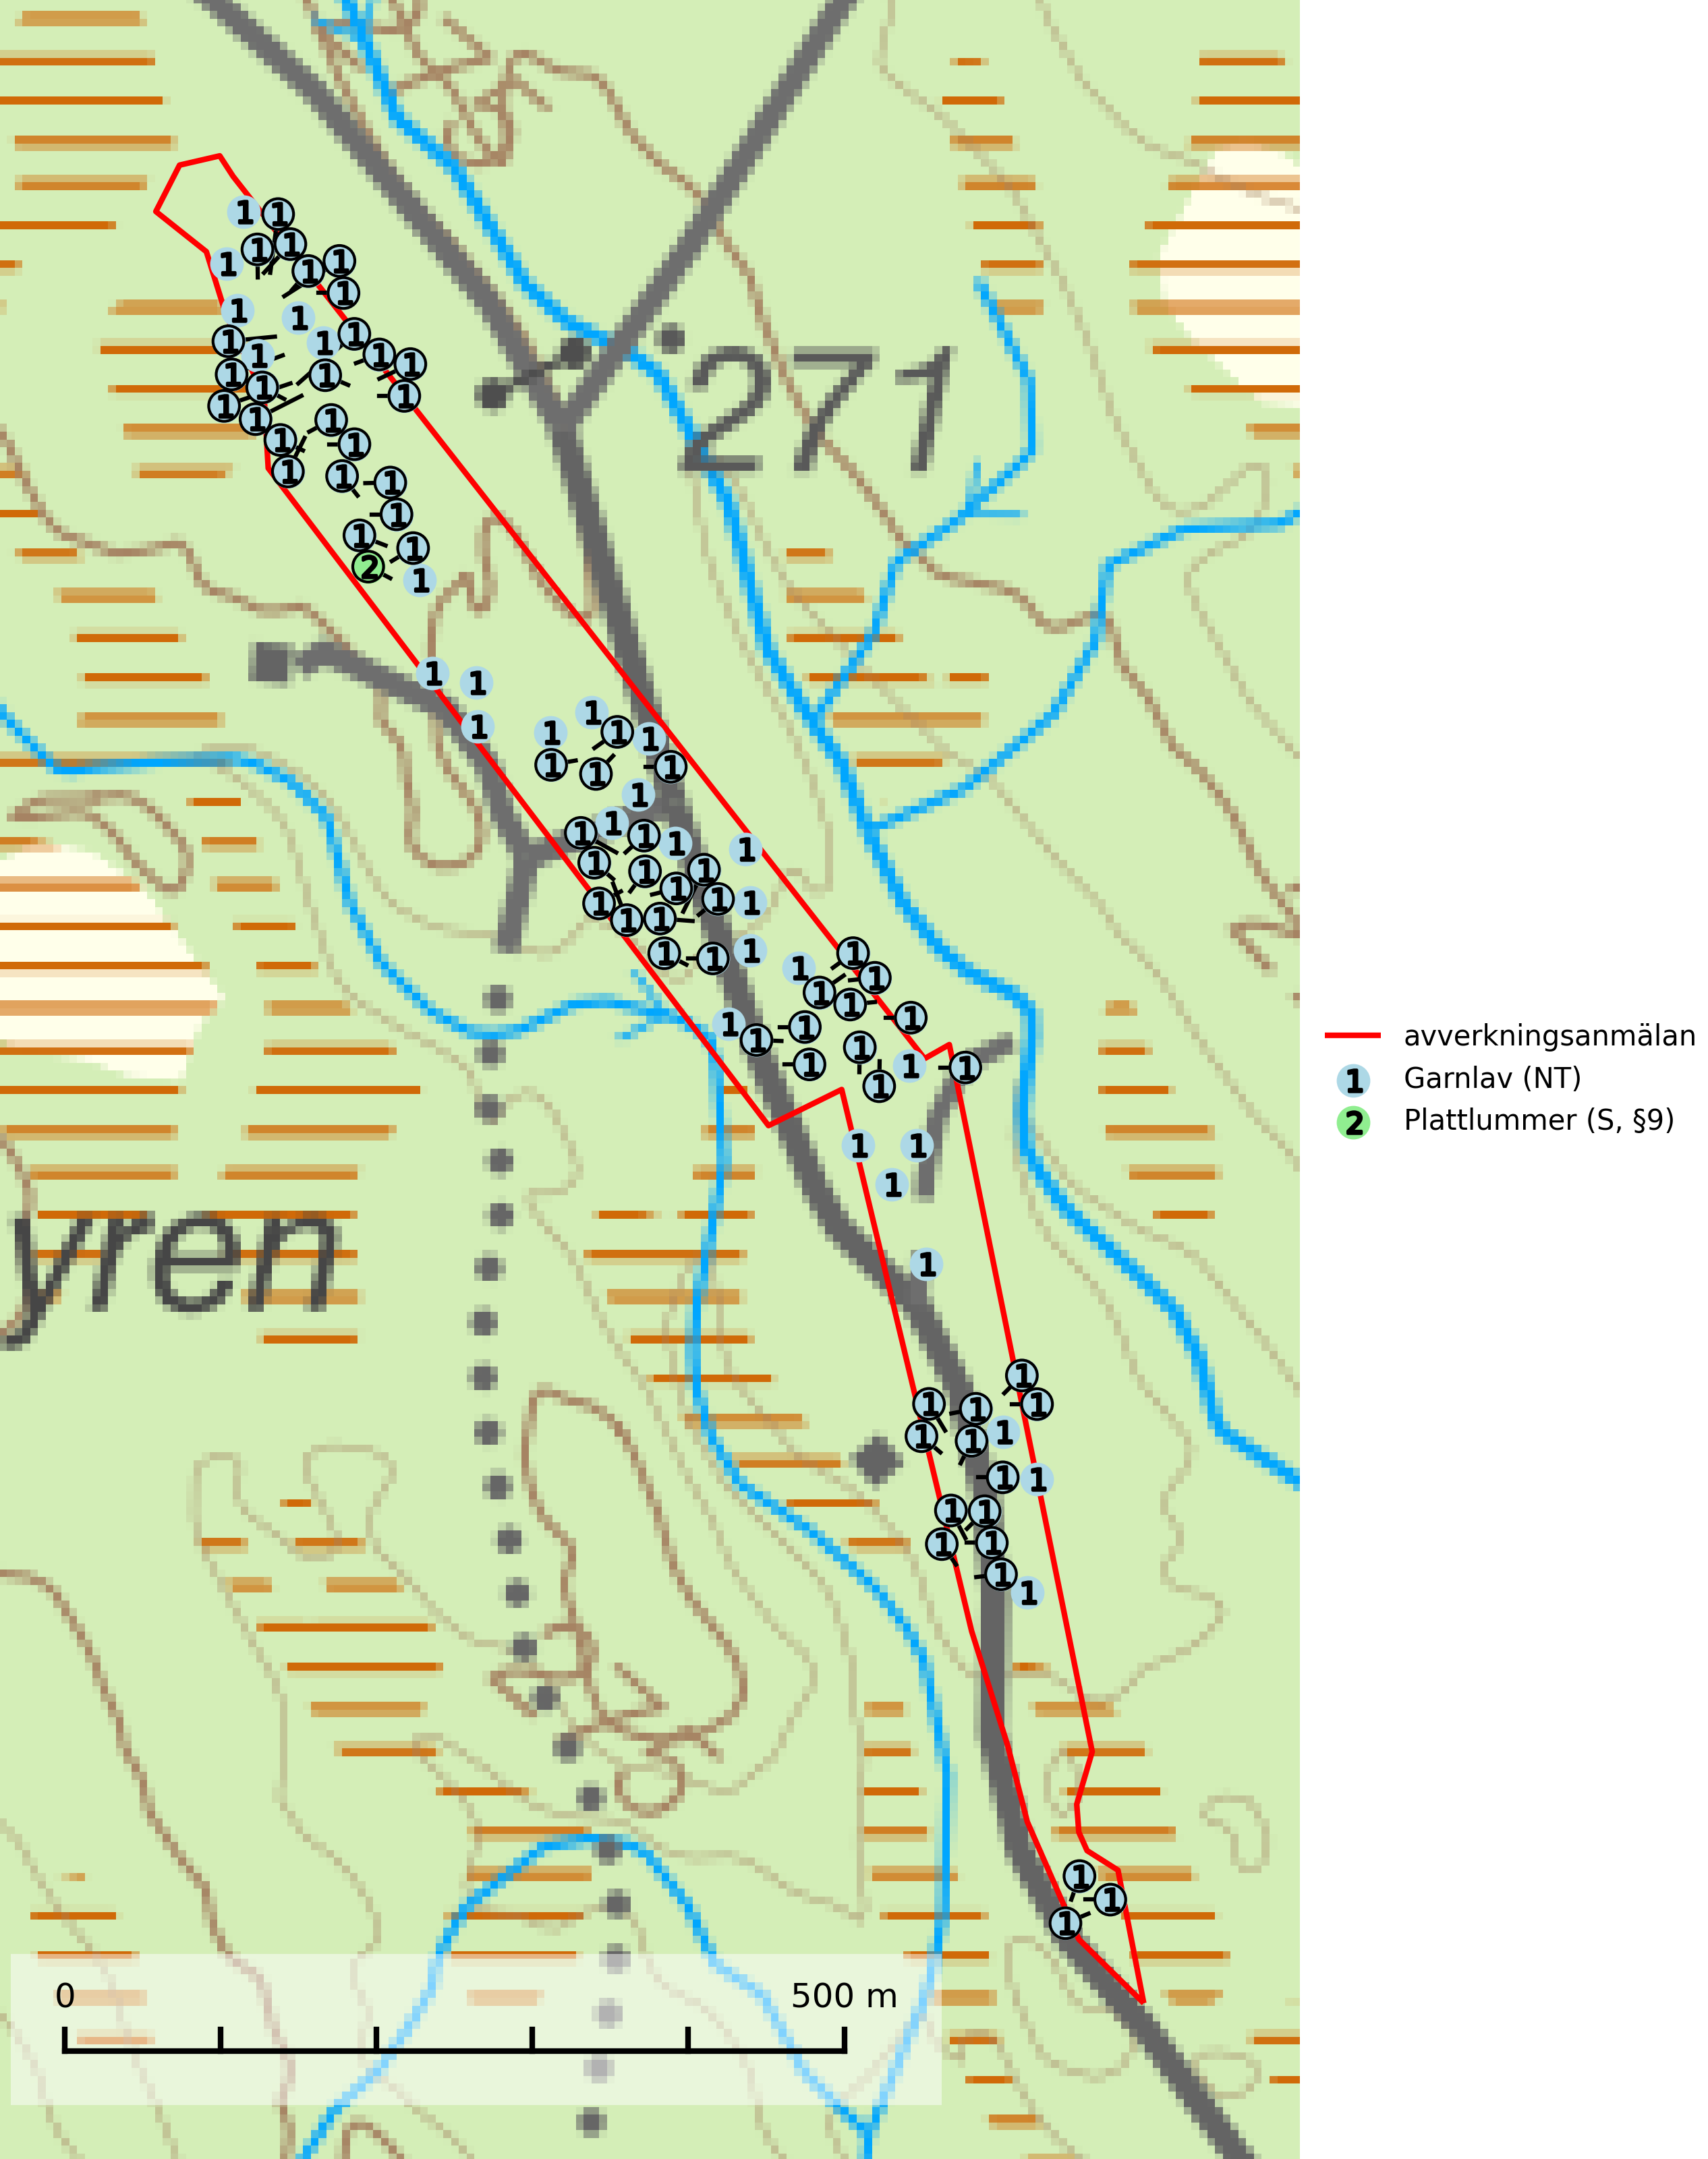 271
yren
avverkningsanmälan
1 Garnlav (NT)
2 Plattlummer (S, §9)
0 500 m